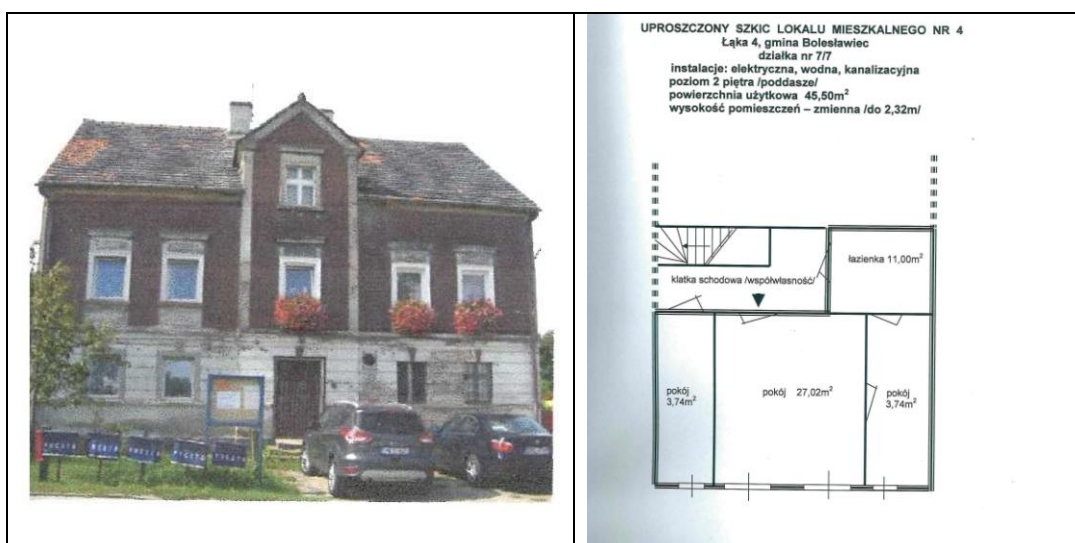 UPROSZCZONY SZKIC LOKALU MIESZKALNEGO NR 4
Łąka 4, gmina Bolesławiec
działka nr 7/7
instalacje: elektryczna, wodna, kanalizacyjna
poziom 2 piętra /poddasze/
powierzchnia użytkowa 45,50m²
wysokość pomieszczeń – zmienna /do 2,32m/
łazienka 11,00m²
klatka schodowa /współwłasność/
pokój
3,74m²
pokój 27,02m²
pokój
3,74m²